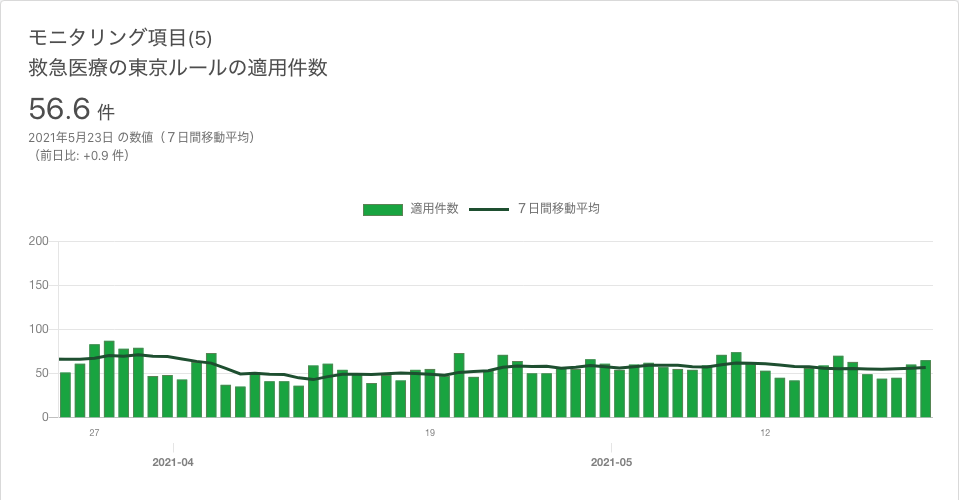 モニタリング項目(5)
救急医療の東京ルールの適用件数
56.6 件
2021年5月23日 の数値（７日間移動平均）
（前日比: +0.9 件）
適用件数 ７日間移動平均
200
150
100
50
0
27 19 12
2021-04 2021-05